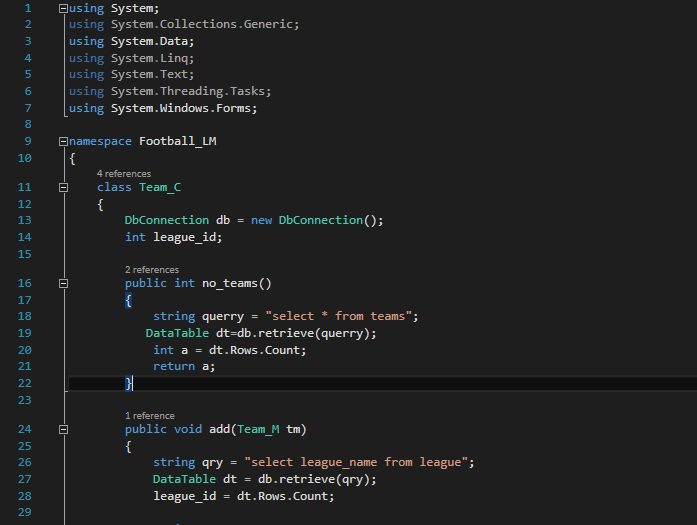 1 using System;
2 using System.Collections.Generic;
3 using System.Data;
4 using System.Linq;
5 using System.Text;
6 using System.Threading.Tasks;
7 using System.Windows.Forms;
8
9 namespace Football_LM
10 {
4 references
11 class Team_C
12 {
13 DbConnection db = new DbConnection();
14 int league_id;
15
2 references
16 public int no_teams()
17 {
18 string querry = "select * from teams";
19 DataTable dt=db.retrieve(querry);
20 int a = dt.Rows.Count;
21 return a;
22 }
23
1 reference
24 public void add(Team_M tm)
25 {
26 string qry = "select league_name from league";
27 DataTable dt = db.retrieve(qry);
28 league_id = dt.Rows.Count;
29